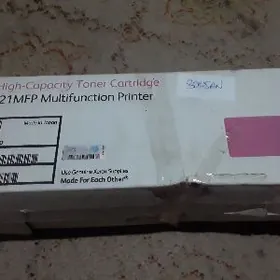 High-Capacity Toner Cartridge
21MFP Multifunction Printer
Use Genuine Xerox Supplies
Made For Each Other®